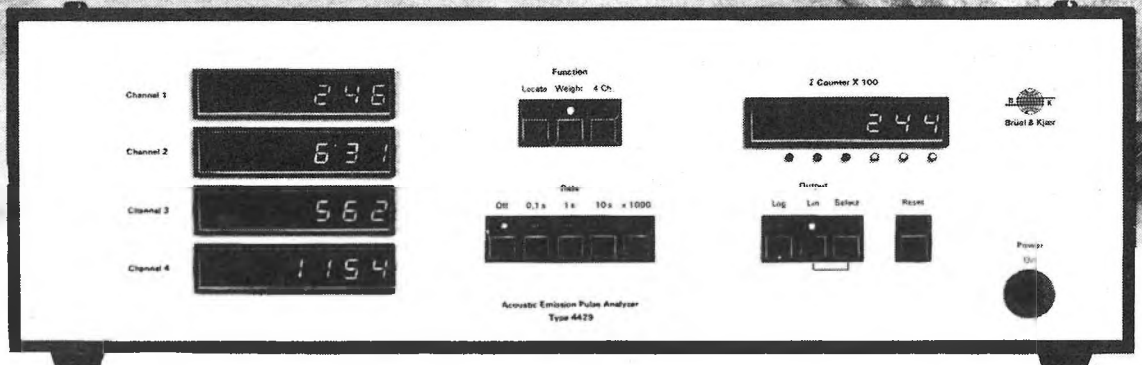 Channel 1
246
Channel 2
631
Channel 3
562
Channel 4
1154
Function
Locate Weight 4 Ch.
Rate
Off 0,1 s 1 s 10 s x 1000
Acoustic Emission Pulse Analyzer
Type 4429
Σ Counter X 100
244
Output
Log Lin Select
Reset
B K
Brüel & Kjær
Power
On